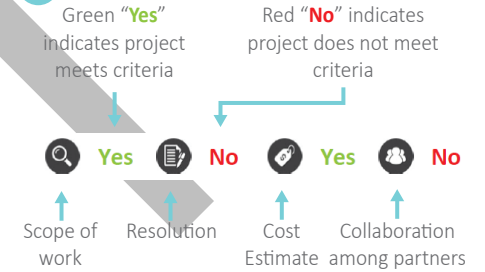 Green “Yes”
indicates project
meets criteria
Red “No” indicates
project does not meet
criteria
Yes No Yes No
Scope of
work
Resolution
Cost
Estimate
Collaboration
among partners